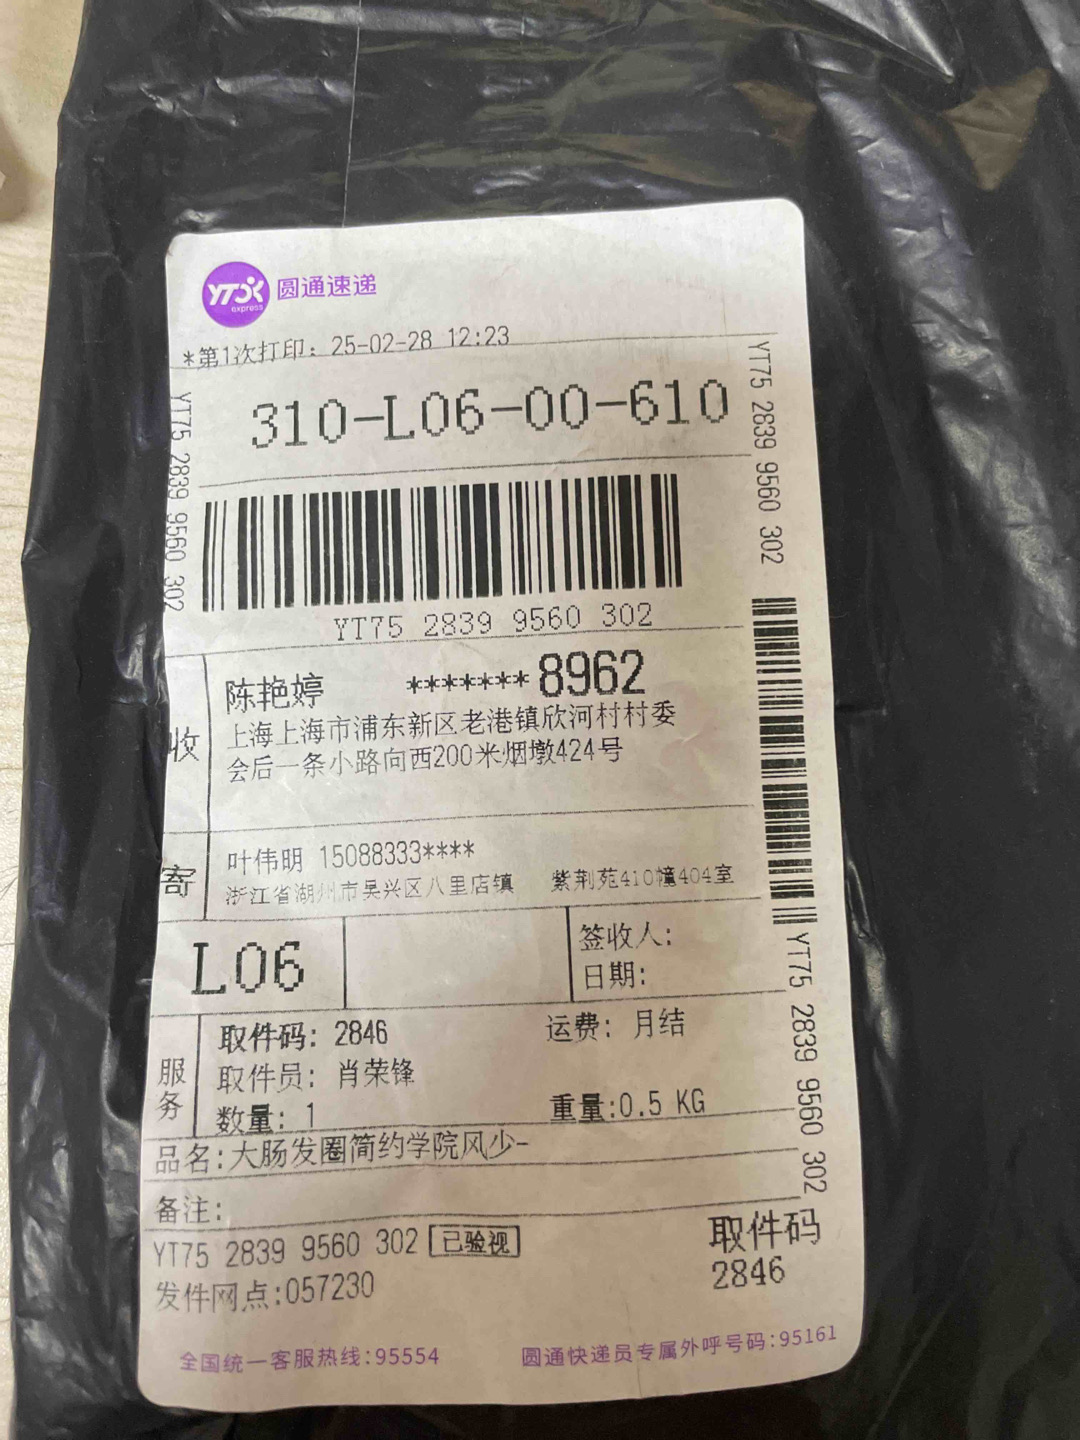 YTO express 圆通速递
*第1次打印: 25-02-28 12:23
310-L06-00-610
YT75 2839 9560 302
YT75 2839 9560 302
YT75 2839 9560 302
收
陈艳婷 *******8962
上海上海市浦东新区老港镇欣河村村委
会后一条小路向西200米烟墩424号
寄
叶伟明 15088333****
浙江省湖州市吴兴区八里店镇 紫荆苑410幢404室
L06
签收人:
日期:
服务
取件码: 2846 运费: 月结
取件员: 肖荣锋
数量: 1 重量:0.5 KG
品名:大肠发圈简约学院风少-
备注:
YT75 2839 9560 302
YT75 2839 9560 302 已验视
发件网点:057230
取件码
2846
全国统一客服热线:95554 圆通快递员专属外呼号码:95161